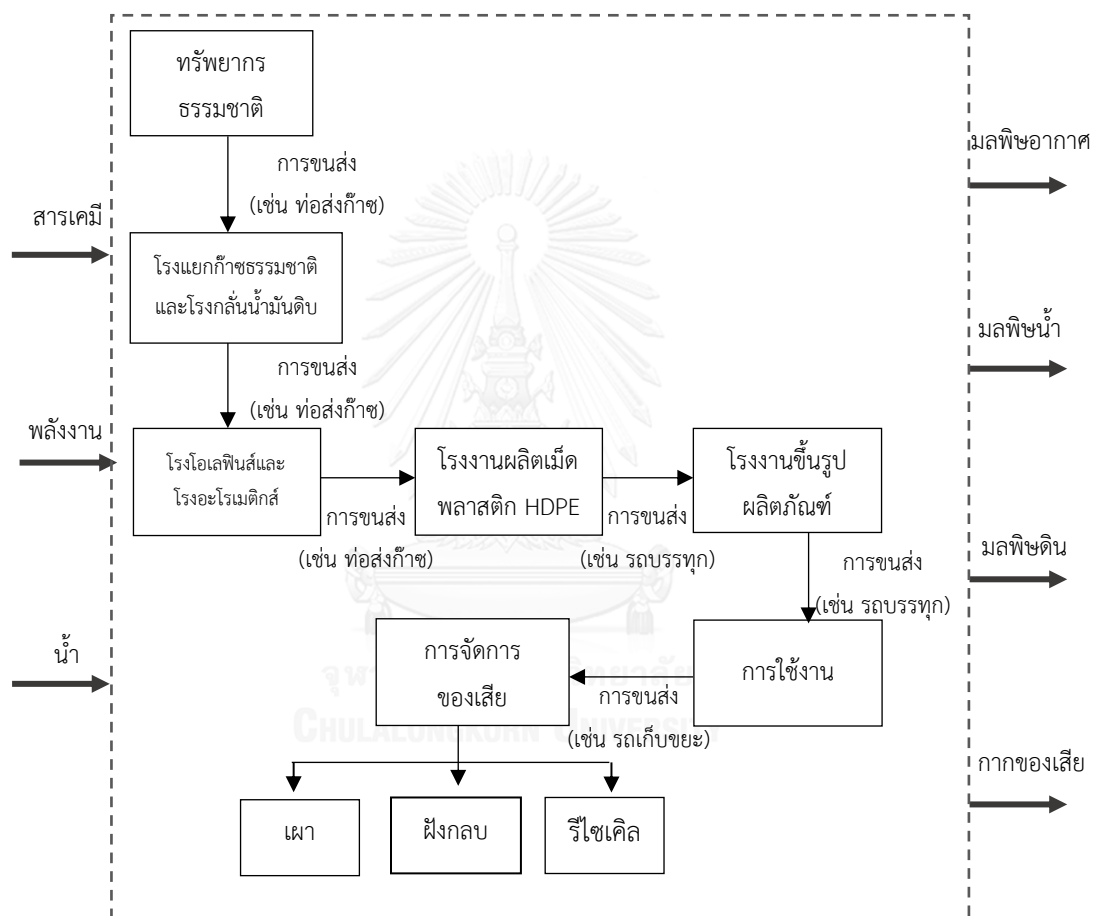 ทรัพยากร
ธรรมชาติ
การขนส่ง
(เช่น ท่อส่งก๊าซ)
สารเคมี
โรงแยกก๊าซธรรมชาติ
และโรงกลั่นน้ำมันดิบ
การขนส่ง
(เช่น ท่อส่งก๊าซ)
พลังงาน
โรงโอเลฟินส์และ
โรงอะโรเมติกส์
การขนส่ง
(เช่น ท่อส่งก๊าซ)
โรงงานผลิตเม็ด
พลาสติก HDPE
การขนส่ง
(เช่น รถบรรทุก)
โรงงานขึ้นรูป
ผลิตภัณฑ์
การขนส่ง
(เช่น รถบรรทุก)
น้ำ
การใช้งาน
การขนส่ง
(เช่น รถเก็บขยะ)
การจัดการ
ของเสีย
CHULALONGKORN UNIVERSITY
เผา
ฝังกลบ
รีไซเคิล
มลพิษอากาศ
มลพิษน้ำ
มลพิษดิน
กากของเสีย